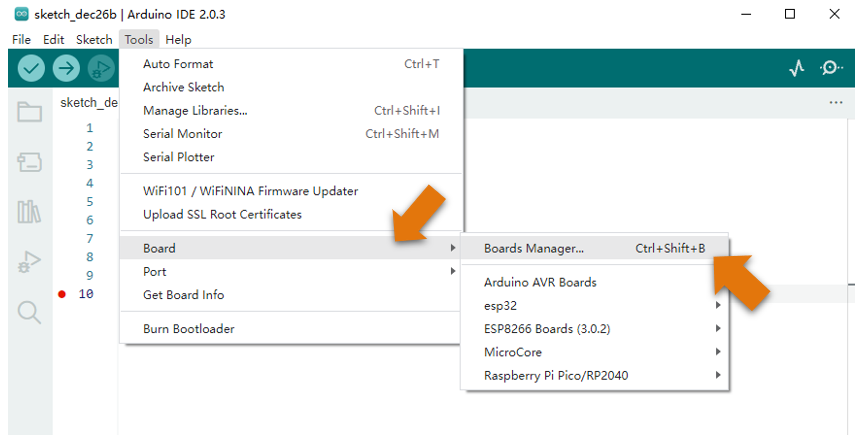 sketch_dec26b | Arduino IDE 2.0.3
File Edit Sketch Tools Help
sketch_de
...
1
2
3
4
5
6
7
8
9
10
Auto Format Ctrl+T
Archive Sketch
Manage Libraries... Ctrl+Shift+I
Serial Monitor Ctrl+Shift+M
Serial Plotter
WiFi101 / WiFiNINA Firmware Updater
Upload SSL Root Certificates
Board
Port
Get Board Info
Burn Bootloader
Boards Manager... Ctrl+Shift+B
Arduino AVR Boards
esp32
ESP8266 Boards (3.0.2)
MicroCore
Raspberry Pi Pico/RP2040